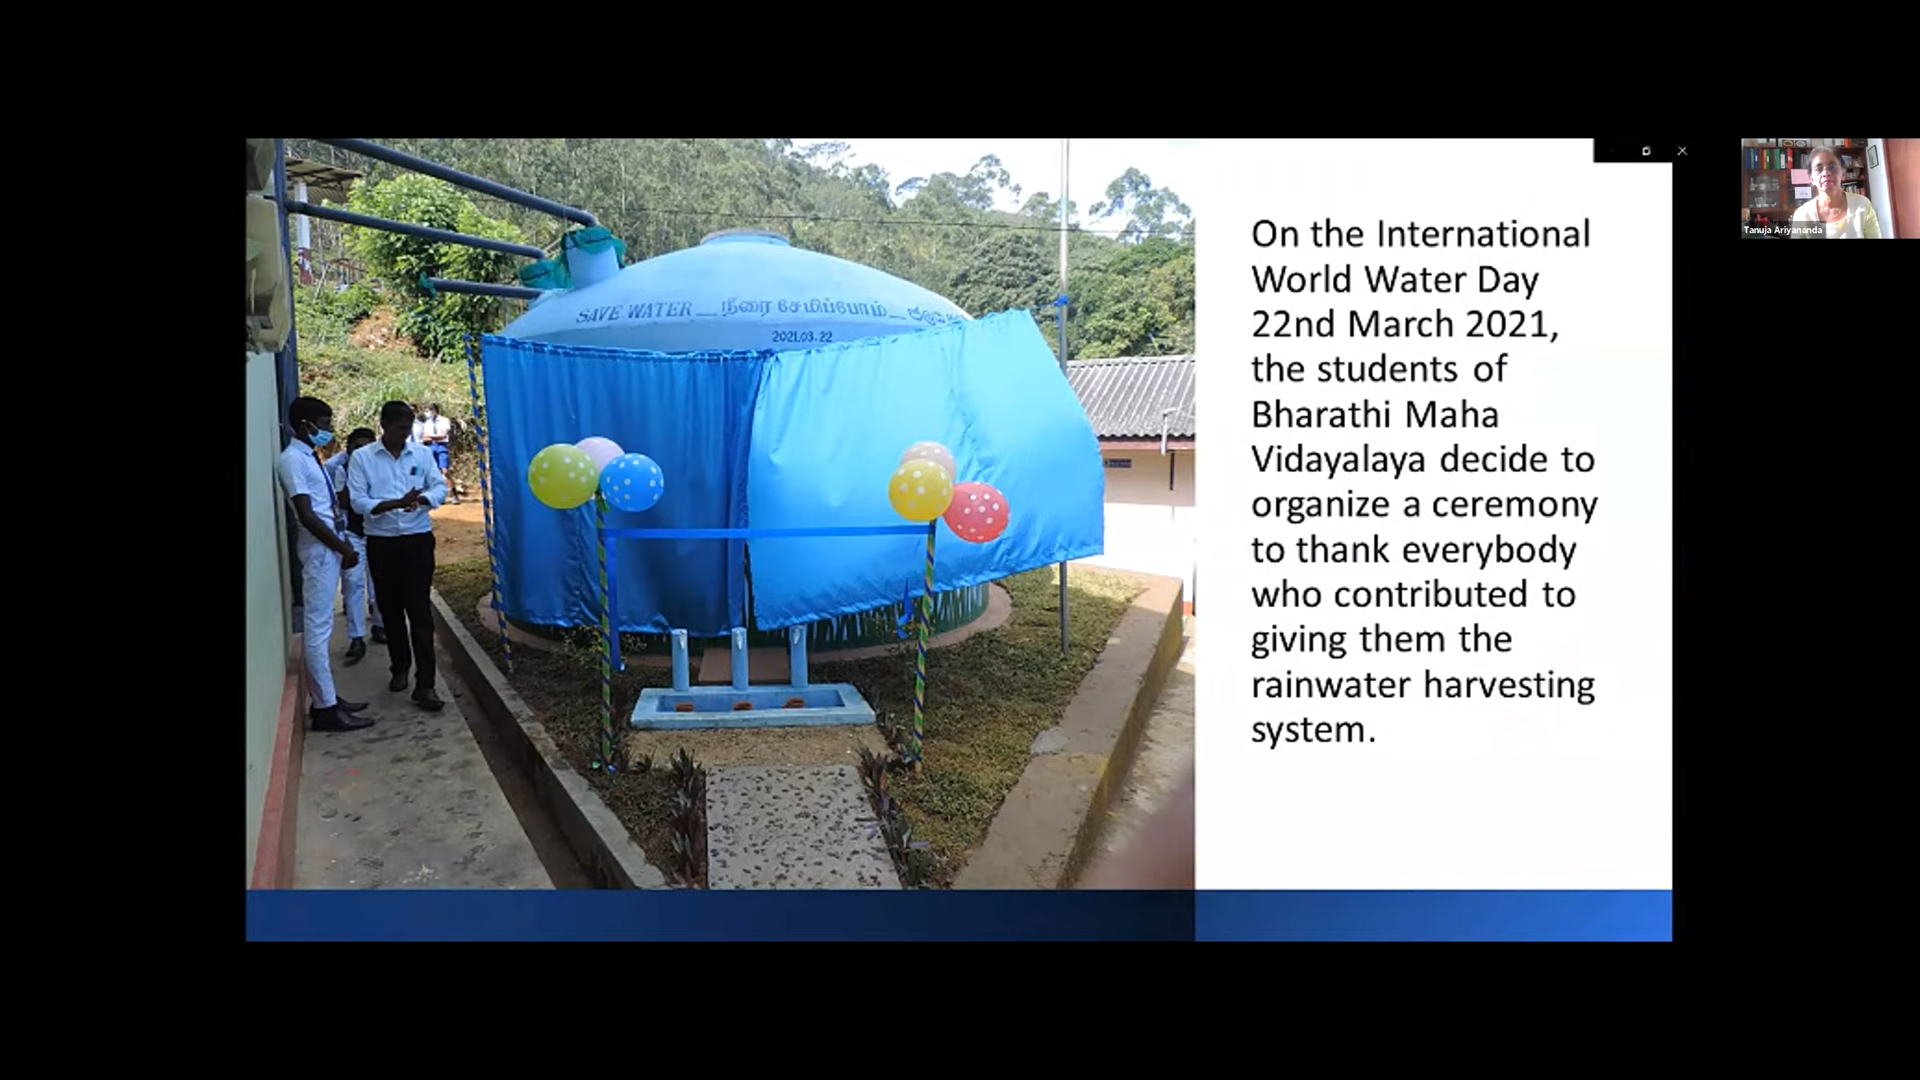 SAVE WATER __ நீரை சேமிப்போம் __
2021.03.22
On the International
World Water Day
22nd March 2021,
the students of
Bharathi Maha
Vidayalaya decide to
organize a ceremony
to thank everybody
who contributed to
giving them the
rainwater harvesting
system.
Tanuja Ariyananda